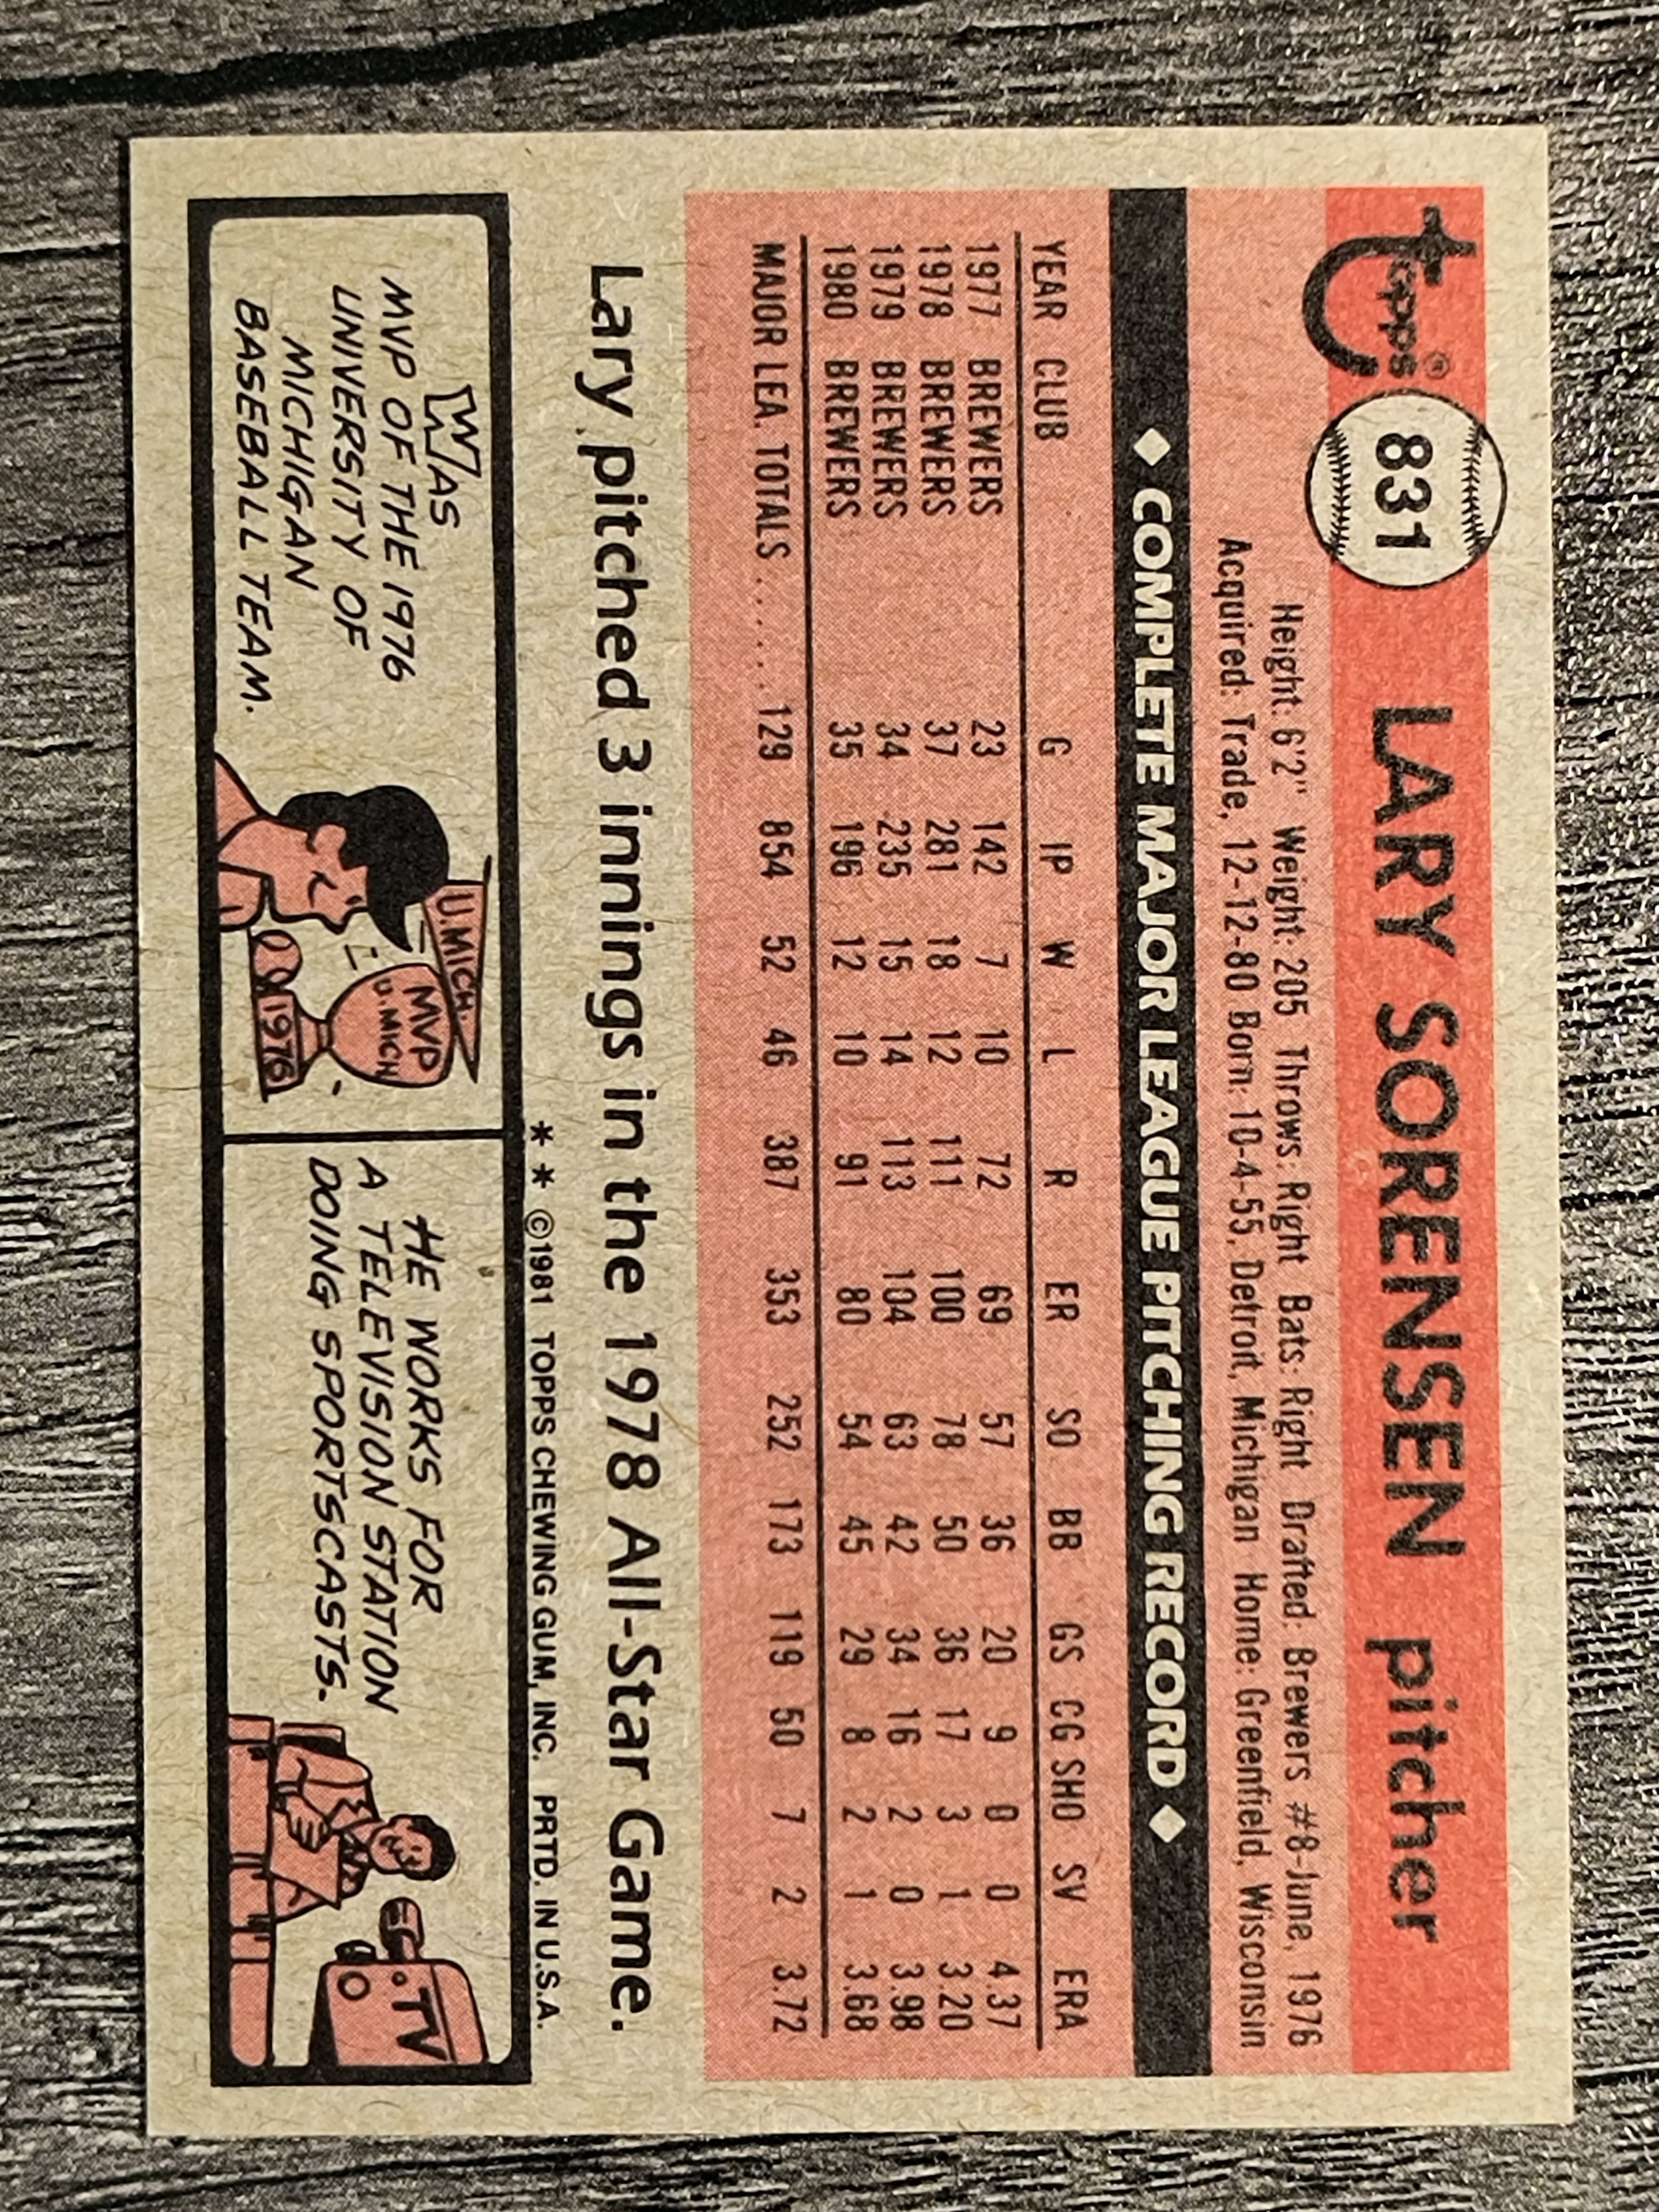 topps®
831 LARY SORENSEN pitcher
Height: 6'2" Weight: 205 Throws: Right Bats: Right Drafted: Brewers #8-June, 1976
Acquired: Trade, 12-12-80 Born: 10-4-55, Detroit, Michigan Home: Greenfield, Wisconsin
◆ COMPLETE MAJOR LEAGUE PITCHING RECORD ◆
YEAR CLUB G IP W L R ER SO BB GS CG SHO SV ERA
1977 BREWERS 23 142 7 10 72 69 57 36 20 9 0 0 4.37
1978 BREWERS 37 281 18 12 111 100 78 50 36 17 3 1 3.20
1979 BREWERS 34 235 15 14 113 104 63 42 34 16 2 0 3.98
1980 BREWERS 35 196 12 10 91 80 54 45 29 8 2 1 3.68
MAJOR LEA. TOTALS ....... 129 854 52 46 387 353 252 173 119 50 7 2 3.72
Lary pitched 3 innings in the 1978 All-Star Game.
** ©1981 TOPPS CHEWING GUM, INC. PRTD. IN U.S.A.
WAS
MVP OF THE 1976
UNIVERSITY OF
MICHIGAN
BASEBALL TEAM.
U. MICH.
MVP
U. MICH
1976
HE WORKS FOR
A TELEVISION STATION
DOING SPORTSCASTS.
TV